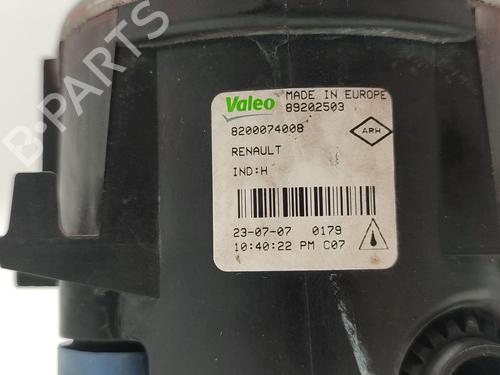 B-PARTS
Valeo MADE IN EUROPE
89202503
8200074008
ARH
RENAULT
IND:H
23-07-07 0179
10:40:22 PM C07